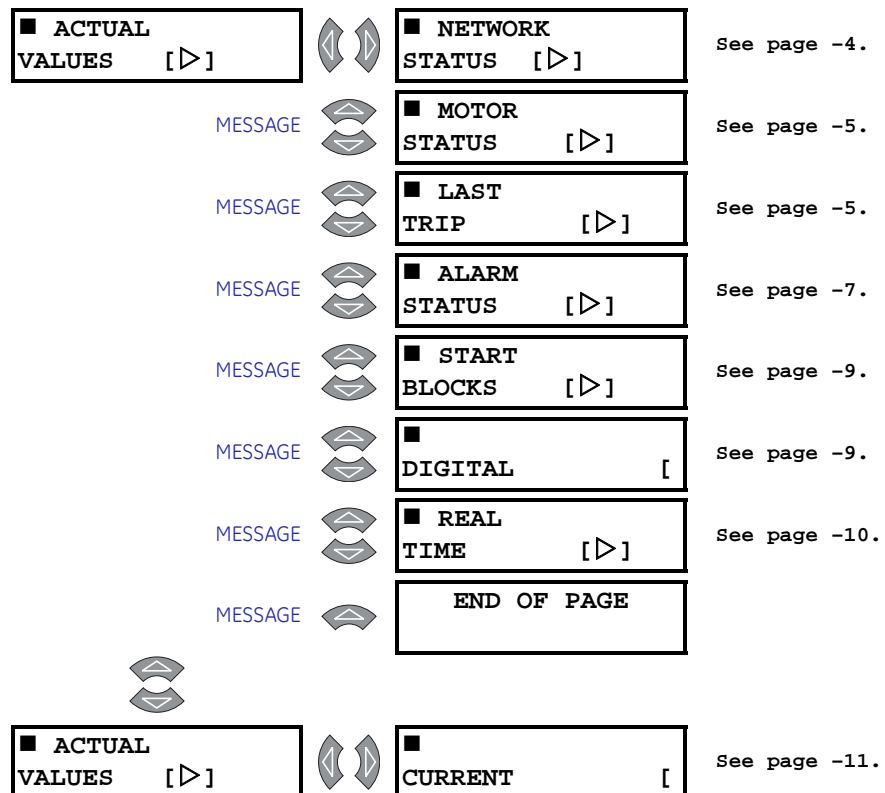 ■ ACTUAL
VALUES [▷]
■ NETWORK
STATUS [▷]
See page –4.
MESSAGE
■ MOTOR
STATUS [▷]
See page –5.
MESSAGE
■ LAST
TRIP [▷]
See page –5.
MESSAGE
■ ALARM
STATUS [▷]
See page –7.
MESSAGE
■ START
BLOCKS [▷]
See page –9.
MESSAGE
■
DIGITAL [
See page –9.
MESSAGE
■ REAL
TIME [▷]
See page –10.
MESSAGE
END OF PAGE
■ ACTUAL
VALUES [▷]
■
CURRENT [
See page –11.